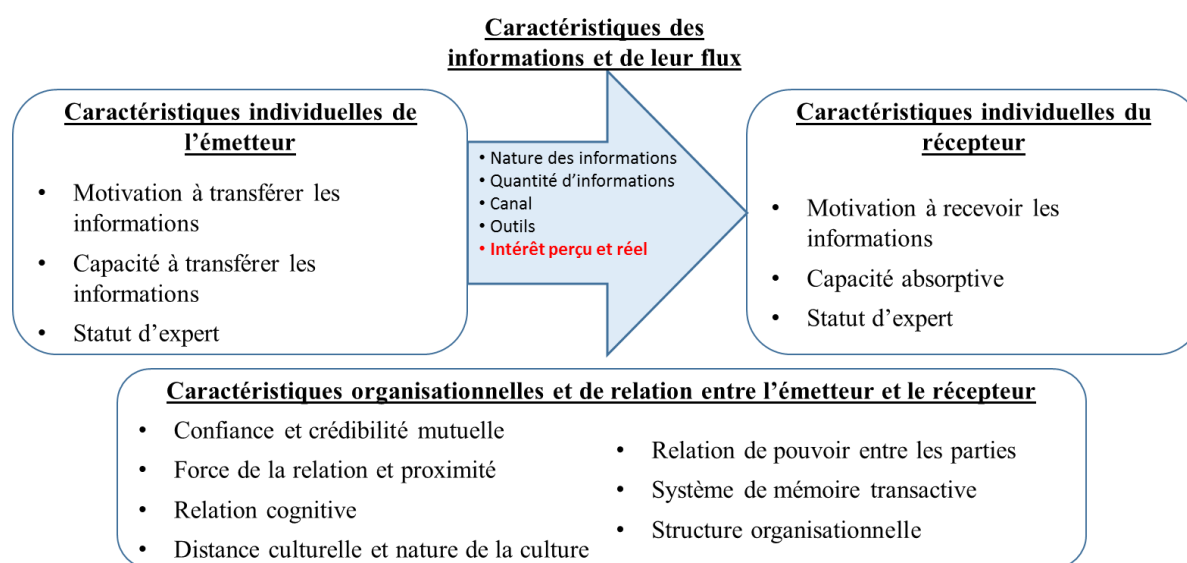 Caractéristiques des
informations et de leur flux
Caractéristiques individuelles de
l’émetteur
• Motivation à transférer les
informations
• Capacité à transférer les
informations
• Statut d’expert
• Nature des informations
• Quantité d’informations
• Canal
• Outils
• Intérêt perçu et réel
Caractéristiques individuelles du
récepteur
• Motivation à recevoir les
informations
• Capacité absorptive
• Statut d’expert
Caractéristiques organisationnelles et de relation entre l’émetteur et le récepteur
• Confiance et crédibilité mutuelle
• Force de la relation et proximité
• Relation cognitive
• Distance culturelle et nature de la culture
• Relation de pouvoir entre les parties
• Système de mémoire transactive
• Structure organisationnelle